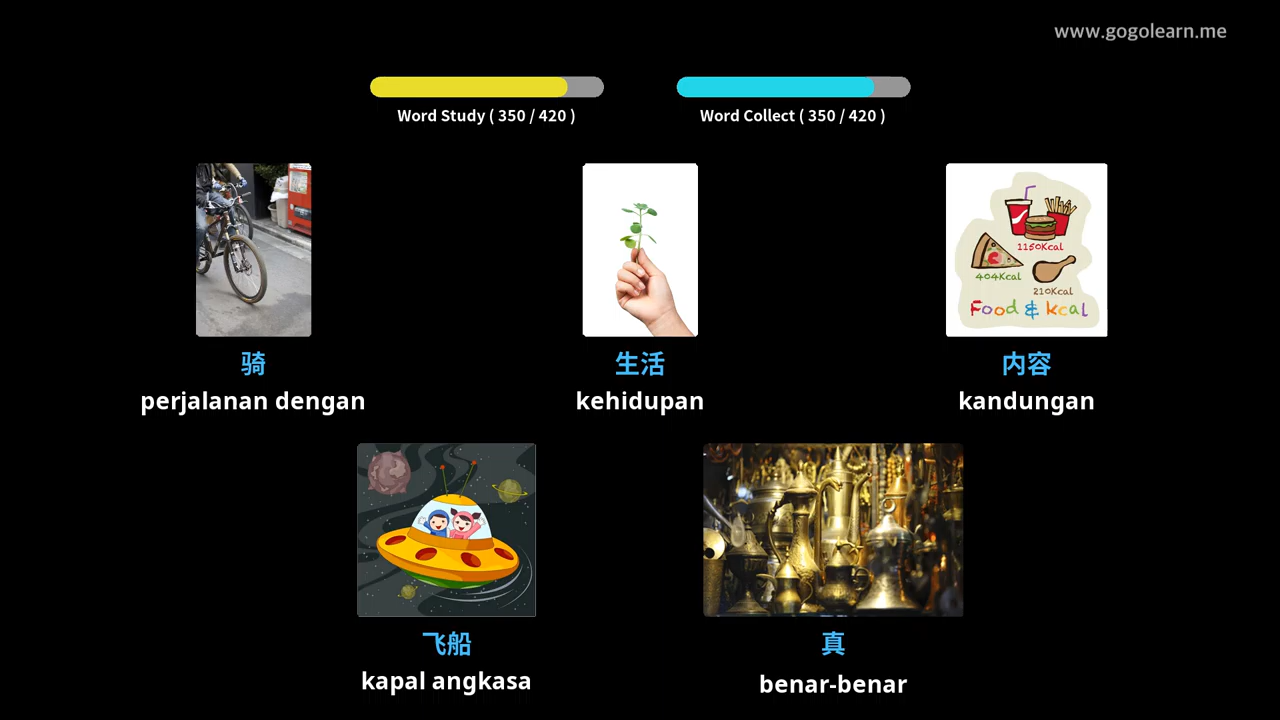 www.gogolearn.me
Word Study ( 350 / 420 )
Word Collect ( 350 / 420 )
1150Kcal
404Kcal
210Kcal
Food & kcal
骑
生活
内容
perjalanan dengan
kehidupan
kandungan
飞船
真
kapal angkasa
benar-benar